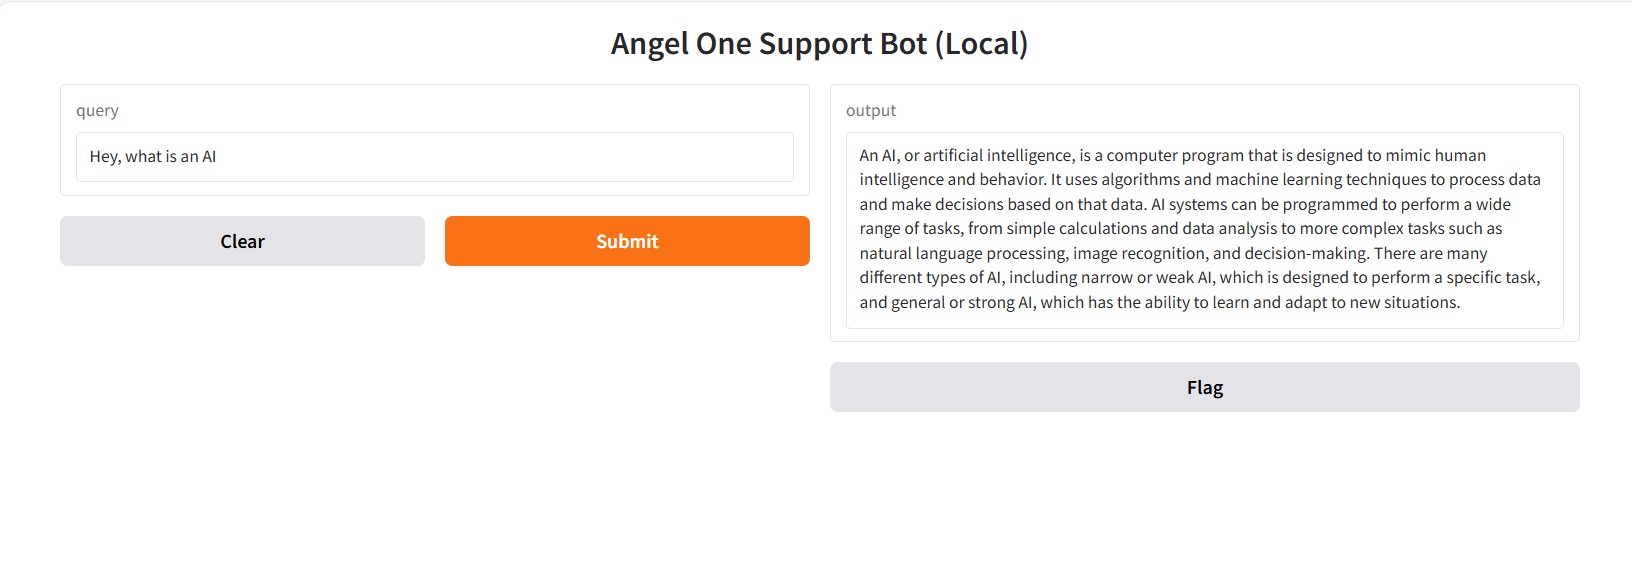 Angel One Support Bot (Local)
query
Hey, what is an AI
Clear
Submit
output
An AI, or artificial intelligence, is a computer program that is designed to mimic human
intelligence and behavior. It uses algorithms and machine learning techniques to process data
and make decisions based on that data. AI systems can be programmed to perform a wide
range of tasks, from simple calculations and data analysis to more complex tasks such as
natural language processing, image recognition, and decision-making. There are many
different types of AI, including narrow or weak AI, which is designed to perform a specific task,
and general or strong AI, which has the ability to learn and adapt to new situations.
Flag